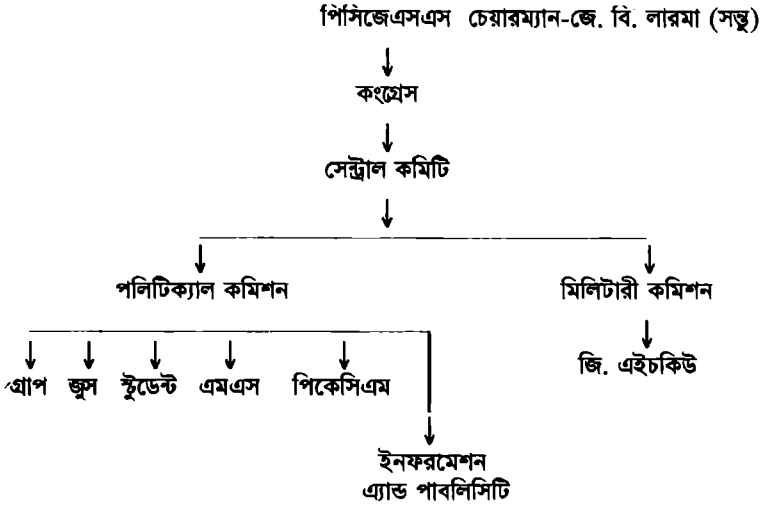 পিসিজেএসএস চেয়ারম্যান-জে. বি. লারমা (সন্তু)
কংগ্রেস
সেন্ট্রাল কমিটি
পলিটিক্যাল কমিশন মিলিটারী কমিশন
গ্রাপ জুস স্টুডেন্ট এমএস পিকেসিএম জি. এইচকিউ
ইনফরমেশন
এ্যান্ড পাবলিসিটি